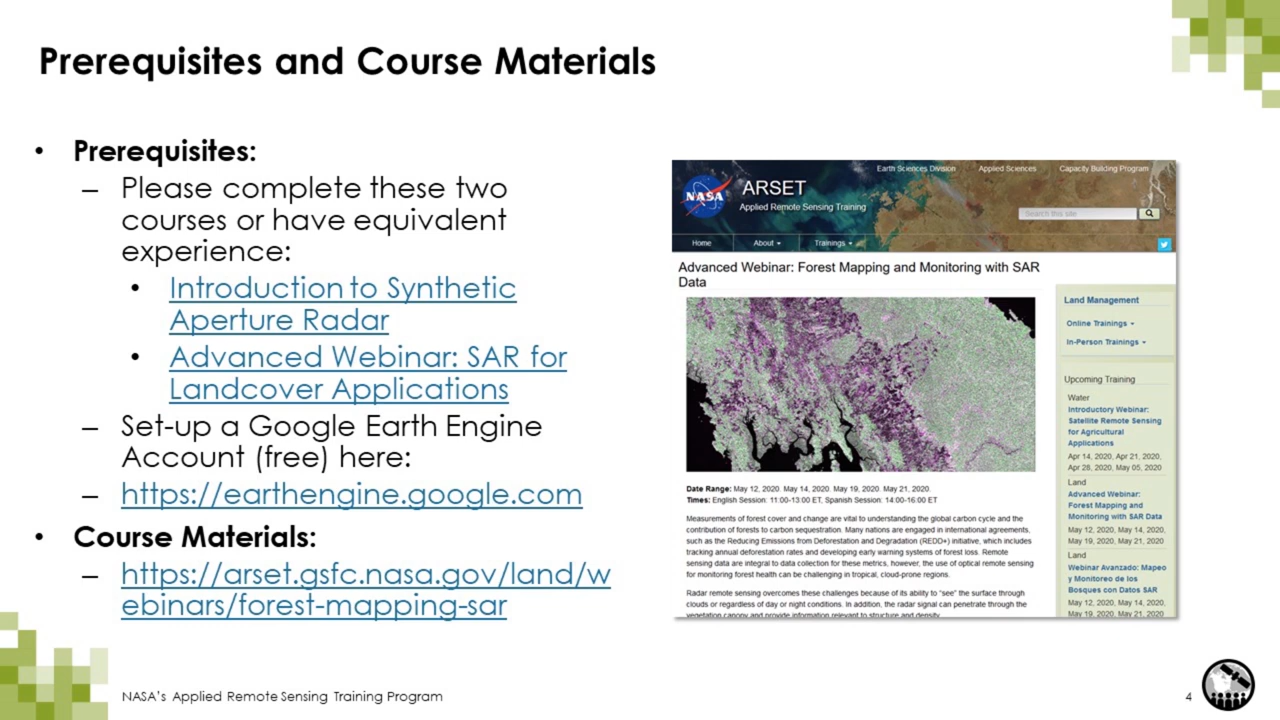 Prerequisites and Course Materials
• Prerequisites:
– Please complete these two
courses or have equivalent
experience:
• Introduction to Synthetic
Aperture Radar
• Advanced Webinar: SAR for
Landcover Applications
– Set-up a Google Earth Engine
Account (free) here:
– https://earthengine.google.com
• Course Materials:
– https://arset.gsfc.nasa.gov/land/w
ebinars/forest-mapping-sar
Earth Sciences Division Applied Sciences Capacity Building Program
NASA
ARSET
Applied Remote Sensing Training
Search this site
Home About Trainings
Advanced Webinar: Forest Mapping and Monitoring with SAR
Data
Date Range: May 12, 2020. May 14, 2020. May 19, 2020. May 21, 2020.
Times: English Session: 11:00-13:00 ET, Spanish Session: 14:00-16:00 ET
Measurements of forest cover and change are vital to understanding the global carbon cycle and the
contribution of forests to carbon sequestration. Many nations are engaged in international agreements,
such as the Reducing Emissions from Deforestation and Degradation (REDD+) initiative, which includes
tracking annual deforestation rates and developing early warning systems of forest loss. Remote
sensing data are integral to data collection for these metrics, however, the use of optical remote sensing
for monitoring forest health can be challenging in tropical, cloud-prone regions.
Radar remote sensing overcomes these challenges because of its ability to "see" the surface through
clouds or regardless of day or night conditions. In addition, the radar signal can penetrate through the
vegetation canopy and provide information relevant to structure and density.
Land Management
Online Trainings
In-Person Trainings
Upcoming Training
Water
Introductory Webinar:
Satellite Remote Sensing
for Agricultural
Applications
Apr 14, 2020, Apr 21, 2020,
Apr 28, 2020, May 05, 2020
Land
Advanced Webinar:
Forest Mapping and
Monitoring with SAR Data
May 12, 2020, May 14, 2020,
May 19, 2020, May 21, 2020
Land
Webinar Avanzado: Mapeo
y Monitoreo de los
Bosques con Datos SAR
May 12, 2020, May 14, 2020,
May 19, 2020, May 21, 2020
NASA's Applied Remote Sensing Training Program
4